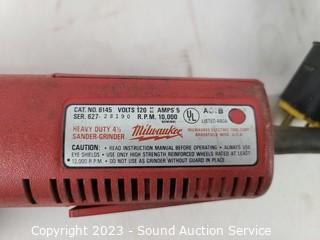 CAT. NO. 6145 VOLTS 120 AMPS 5
SER. 627- 28190 R.P.M. 10,000
HEAVY DUTY 4½
SANDER-GRINDER
Milwaukee
UL
LISTED
MILWAUKEE ELECTRIC TOOL CORP.
BROOKFIELD WIS. U.S.A.
CAUTION: • READ INSTRUCTION MANUAL BEFORE OPERATING • ALWAYS USE
EYE SHIELDS • USE ONLY HIGH STRENGTH REINFORCED WHEELS RATED AT LEAST
12,000 R.P.M. • DO NOT USE AS GRINDER WITHOUT GUARD IN PLACE.
Copyright 2023 - Sound Auction Service